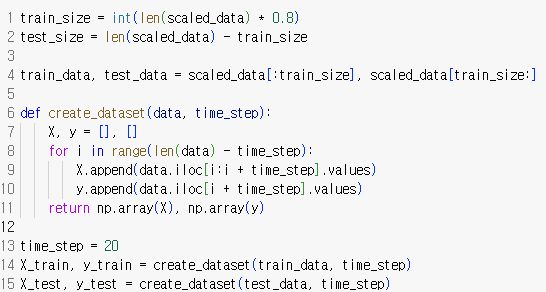 1 train_size = int(len(scaled_data) * 0.8)
2 test_size = len(scaled_data) - train_size
3
4 train_data, test_data = scaled_data[:train_size], scaled_data[train_size:]
5
6 def create_dataset(data, time_step):
7     X, y = [], []
8     for i in range(len(data) - time_step):
9         X.append(data.iloc[i:i + time_step].values)
10         y.append(data.iloc[i + time_step].values)
11     return np.array(X), np.array(y)
12
13 time_step = 20
14 X_train, y_train = create_dataset(train_data, time_step)
15 X_test, y_test = create_dataset(test_data, time_step)